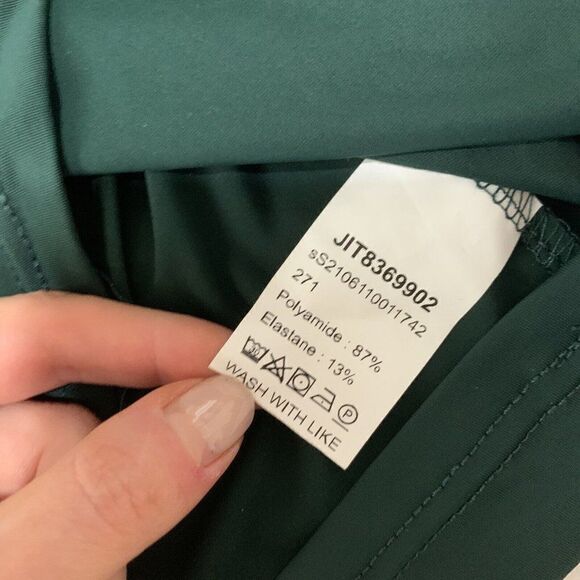 JIT8369902
sS2106110011742
271
Polyamide : 87%
Elastane : 13%
P
WASH WITH LIKE